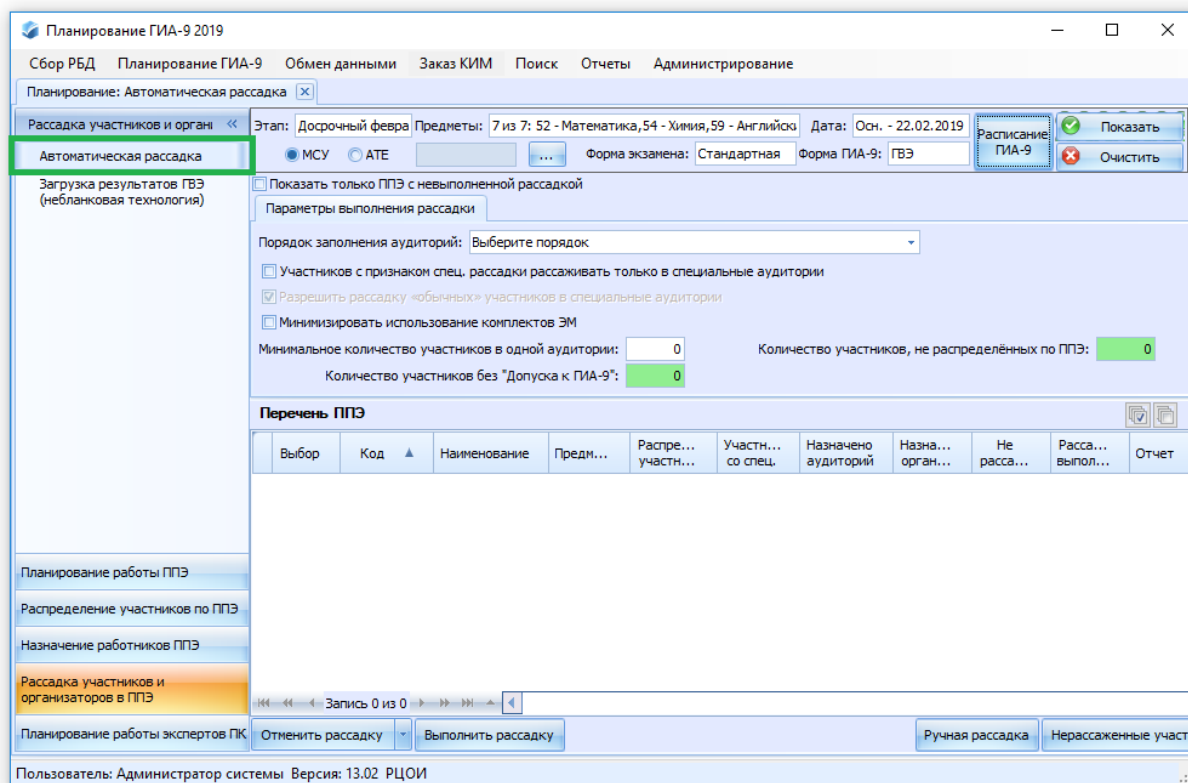 Планирование ГИА-9 2019
Сбор РБД Планирование ГИА-9 Обмен данными Заказ КИМ Поиск Отчеты Администрирование
Планирование: Автоматическая рассадка
Рассадка участников и органи
Автоматическая рассадка
Загрузка результатов ГВЭ
(небланковая технология)
Планирование работы ППЭ
Распределение участников по ППЭ
Назначение работников ППЭ
Рассадка участников и
организаторов в ППЭ
Планирование работы экспертов ПК
Этап: Досрочный февра Предметы: 7 из 7: 52 - Математика,54 - Химия,59 - Английск Дата: Осн. - 22.02.2019
МСУ АТЕ ... Форма экзамена: Стандартная Форма ГИА-9: ГВЭ
Расписание
ГИА-9
Показать
Очистить
Показать только ППЭ с невыполненной рассадкой
Параметры выполнения рассадки
Порядок заполнения аудиторий: Выберите порядок
Участников с признаком спец. рассадки рассаживать только в специальные аудитории
Разрешить рассадку «обычных» участников в специальные аудитории
Минимизировать использование комплектов ЭМ
Минимальное количество участников в одной аудитории: 0 Количество участников, не распределённых по ППЭ: 0
Количество участников без "Допуска к ГИА-9": 0
Перечень ППЭ
Выбор Код Наименование Предм... Распре... участн... Участн... со спец. Назначено аудиторий Назна... орган... Не расса... Расса... выпол... Отчет
Запись 0 из 0
Отменить рассадку Выполнить рассадку Ручная рассадка Нерассаженные участ
Пользователь: Администратор системы Версия: 13.02 РЦОИ